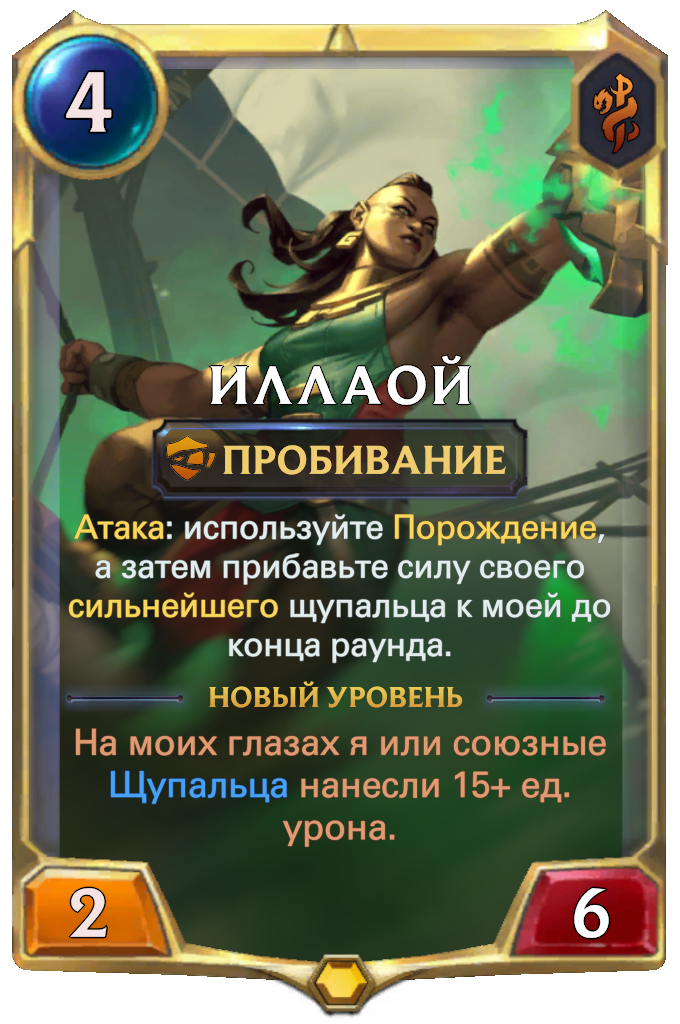 4
ИЛЛАОЙ
ПРОБИВАНИЕ
Атака: используйте Порождение,
а затем прибавьте силу своего
сильнейшего щупальца к моей до
конца раунда.
НОВЫЙ УРОВЕНЬ
На моих глазах я или союзные
Щупальца нанесли 15+ ед.
урона.
2
6